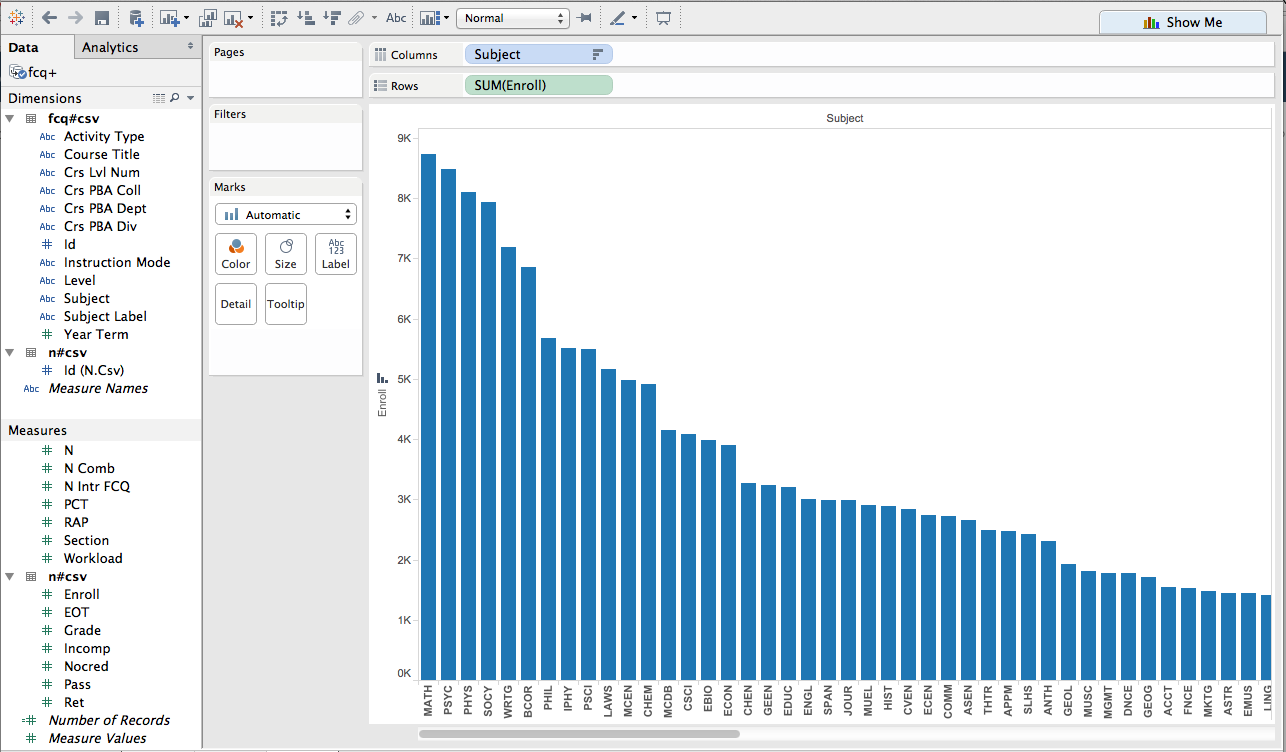 Abc
Normal
Show Me
Data
Analytics
fcq+
Dimensions
fcq#csv
Abc Activity Type
Abc Course Title
Abc Crs Lvl Num
Abc Crs PBA Coll
Abc Crs PBA Dept
Abc Crs PBA Div
# Id
Abc Instruction Mode
Abc Level
Abc Subject
Abc Subject Label
# Year Term
n#csv
# Id (N.Csv)
Abc Measure Names
Measures
# N
# N Comb
# N Intr FCQ
# PCT
# RAP
# Section
# Workload
n#csv
# Enroll
# EOT
# Grade
# Incomp
# Nocred
# Pass
# Ret
=# Number of Records
# Measure Values
Pages
Filters
Marks
Automatic
Color
Size
Abc
123
Label
Detail
Tooltip
Columns
Subject
Rows
SUM(Enroll)
Subject
9K
8K
7K
6K
5K
4K
3K
2K
1K
0K
Enroll
MATH
PSYC
PHYS
SOCY
WRTG
BCOR
PHIL
IPHY
PSCI
LAWS
MCEN
CHEM
MCDB
CSCI
EBIO
ECON
CHEN
GEEN
EDUC
ENGL
SPAN
JOUR
MUEL
HIST
CVEN
ECEN
COMM
ASEN
THTR
APPM
SLHS
ANTH
GEOL
MUSC
MGMT
DNCE
GEOG
ACCT
FNCE
MKTG
ASTR
EMUS
LING